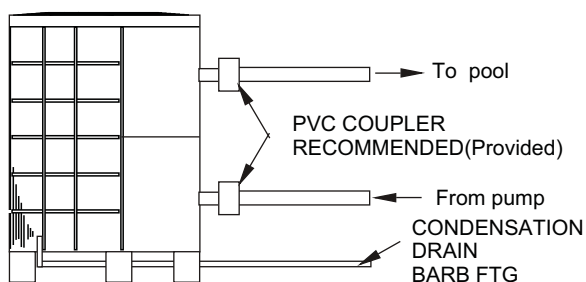 To pool
PVC COUPLER
RECOMMENDED(Provided)
From pump
CONDENSATION
DRAIN
BARB FTG